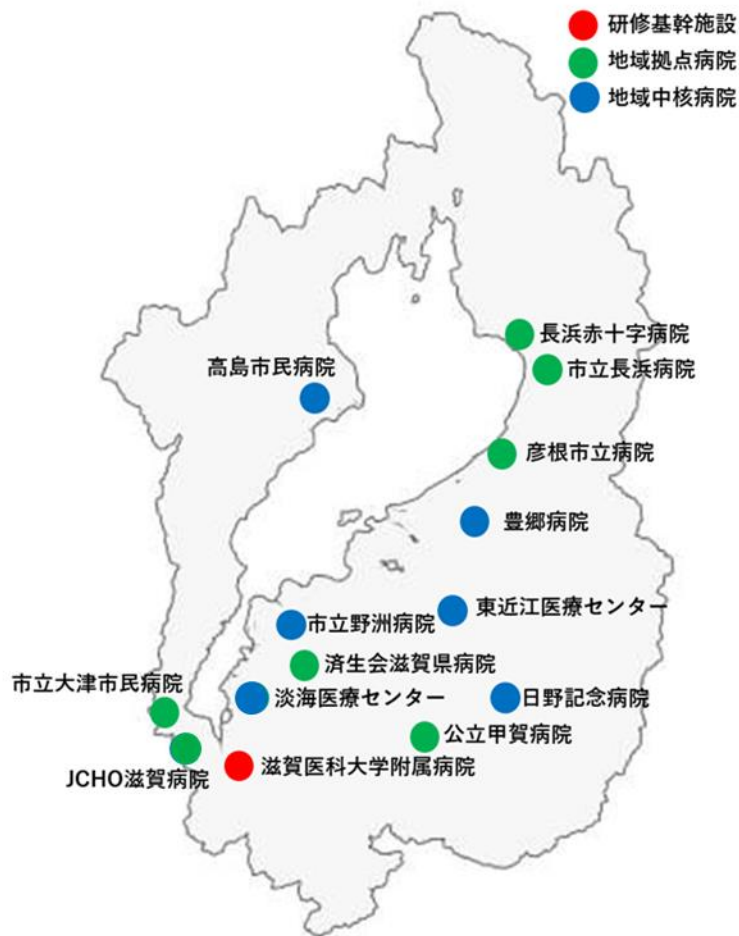 研修基幹施設
地域拠点病院
地域中核病院
長浜赤十字病院
高島市民病院
市立長浜病院
彦根市立病院
豊郷病院
東近江医療センター
市立野洲病院
済生会滋賀県病院
市立大津市民病院
淡海医療センター
日野記念病院
公立甲賀病院
滋賀医科大学附属病院
JCHO滋賀病院